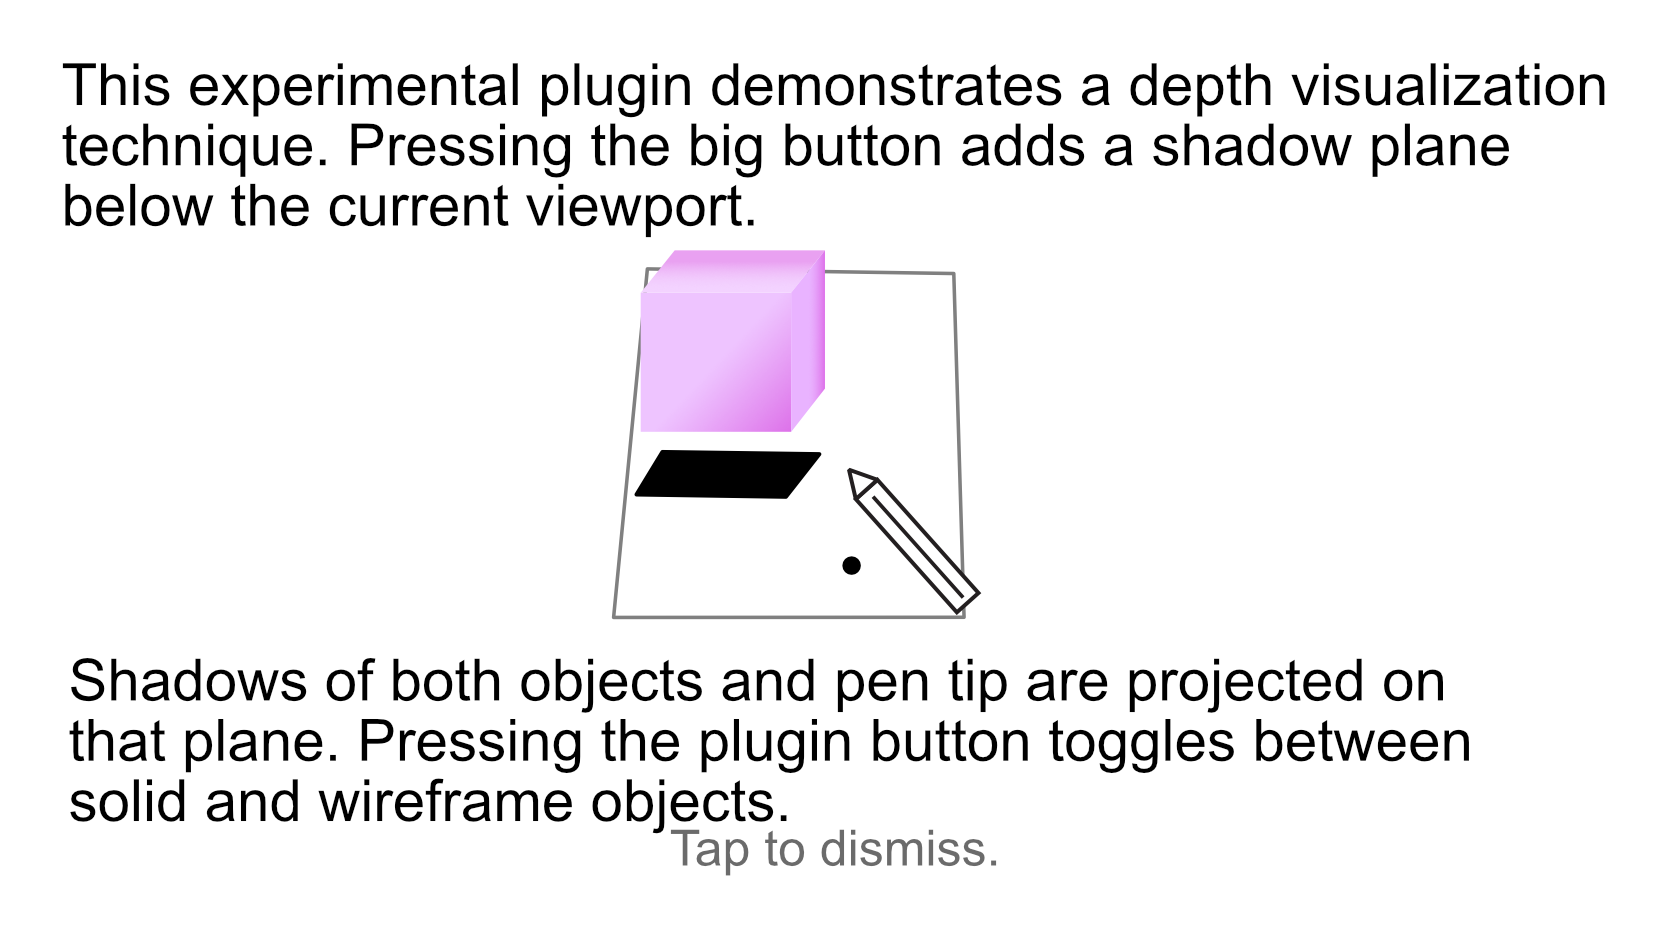 This experimental plugin demonstrates a depth visualization
technique. Pressing the big button adds a shadow plane
below the current viewport.
Shadows of both objects and pen tip are projected on
that plane. Pressing the plugin button toggles between
solid and wireframe objects.
Tap to dismiss.